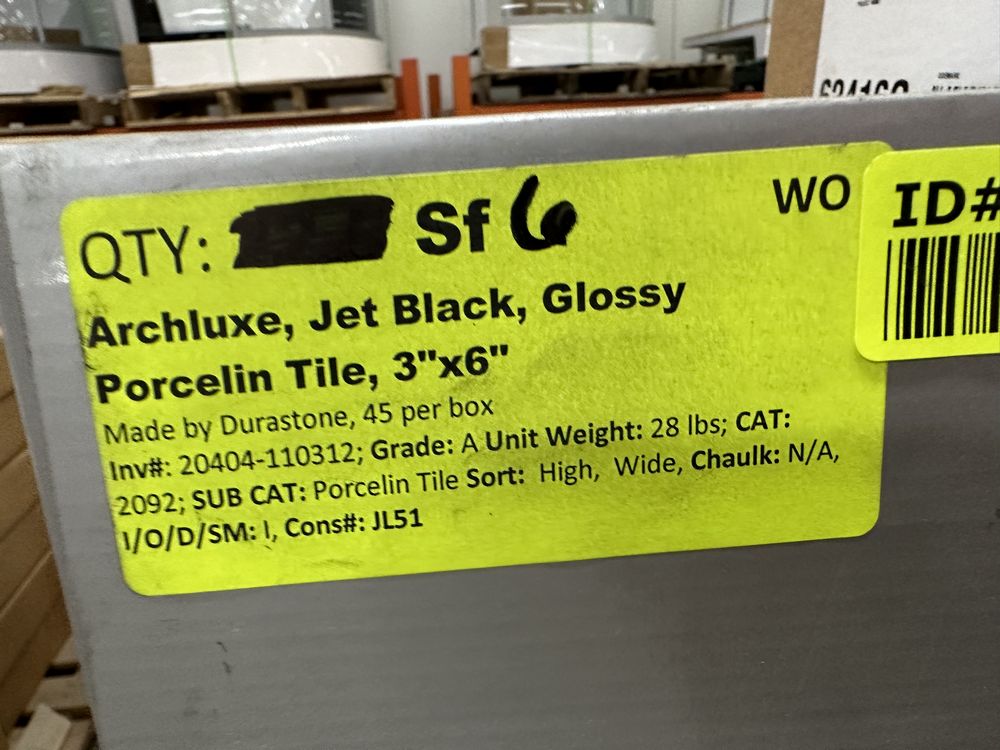 QTY: Sf 6
WO
ID#
Archluxe, Jet Black, Glossy
Porcelin Tile, 3"x6"
Made by Durastone, 45 per box
Inv#: 20404-110312; Grade: A Unit Weight: 28 lbs; CAT:
2092; SUB CAT: Porcelin Tile Sort: High, Wide, Chaulk: N/A,
I/O/D/SM: I, Cons#: JL51